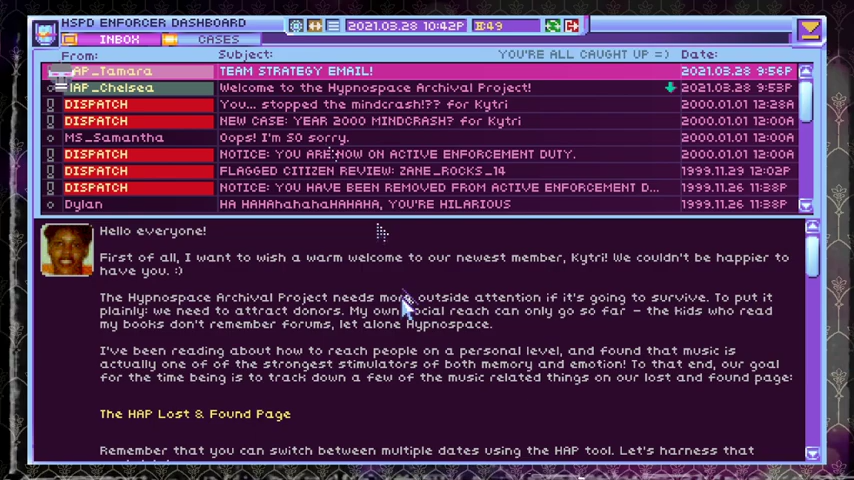 HSPD ENFORCER DASHBOARD
2021.03.28 10:42P
:49
INBOX
CASES
From:
Subject:
YOU'RE ALL CAUGHT UP =)
Date:
AP_Tamara
TEAM STRATEGY EMAIL!
2021.03.28 9:56P
HAP_Chelsea
Welcome to the Hypnospace Archival Project!
2021.03.28 9:53P
DISPATCH
You... stopped the mindcrash!?? for Kytri
2000.01.01 12:28A
DISPATCH
NEW CASE: YEAR 2000 MINDCRASH? for Kytri
2000.01.01 12:00A
MS_Samantha
Oops! I'm SO sorry.
2000.01.01 12:00A
DISPATCH
NOTICE: YOU ARE NOW ON ACTIVE ENFORCEMENT DUTY.
2000.01.01 12:00A
DISPATCH
FLAGGED CITIZEN REVIEW: ZANE_ROCKS_14
1999.11.29 12:02P
DISPATCH
NOTICE: YOU HAVE BEEN REMOVED FROM ACTIVE ENFORCEMENT D...
1999.11.26 11:38P
Dylan
HA HAHAhahahaHAHAHA, YOU'RE HILARIOUS
1999.11.26 11:38P
Hello everyone!
First of all, I want to wish a warm welcome to our newest member, Kytri! We couldn't be happier to
have you. :)
The Hypnospace Archival Project needs more outside attention if it's going to survive. To put it
plainly: we need to attract donors. My own social reach can only go so far - the kids who read
my books don't remember forums, let alone Hypnospace.
I've been reading about how to reach people on a personal level, and found that music is
actually one of of the strongest stimulators of both memory and emotion! To that end, our goal
for the time being is to track down a few of the music related things on our lost and found page:
The HAP Lost & Found Page
Remember that you can switch between multiple dates using the HAP tool. Let's harness that